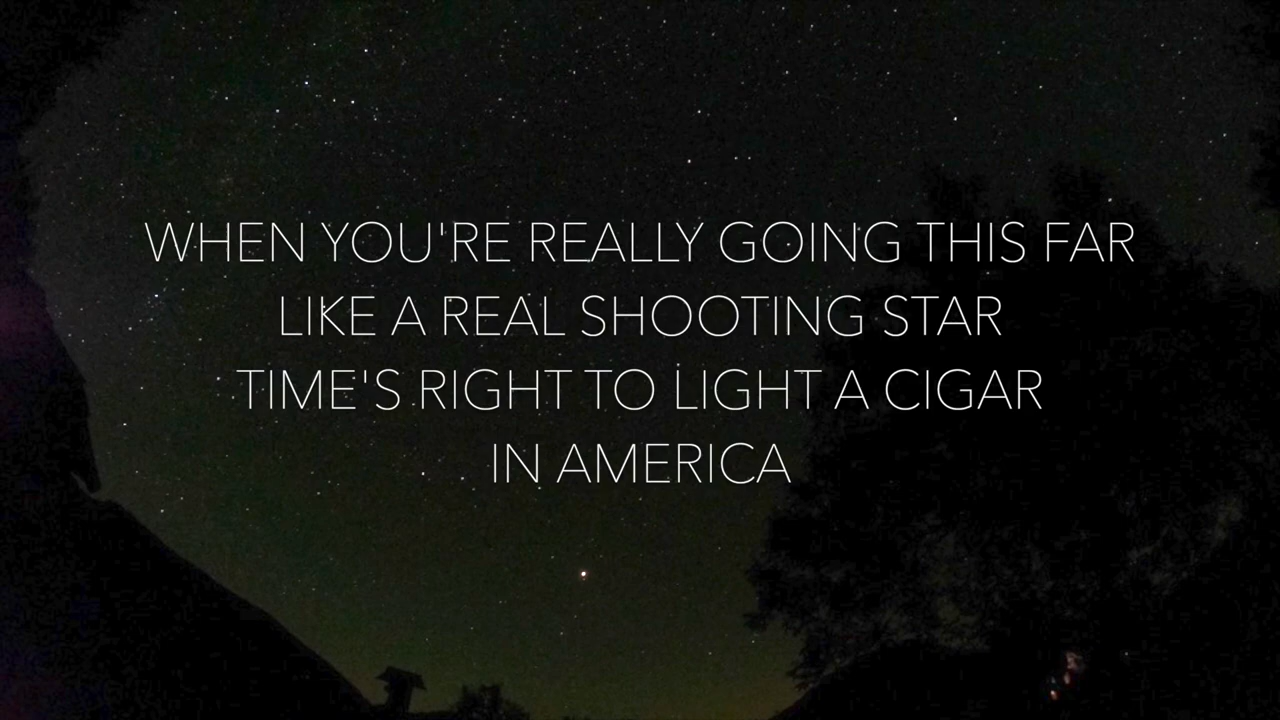 WHEN YOU'RE REALLY GOING THIS FAR
LIKE A REAL SHOOTING STAR
TIME'S RIGHT TO LIGHT A CIGAR
IN AMERICA